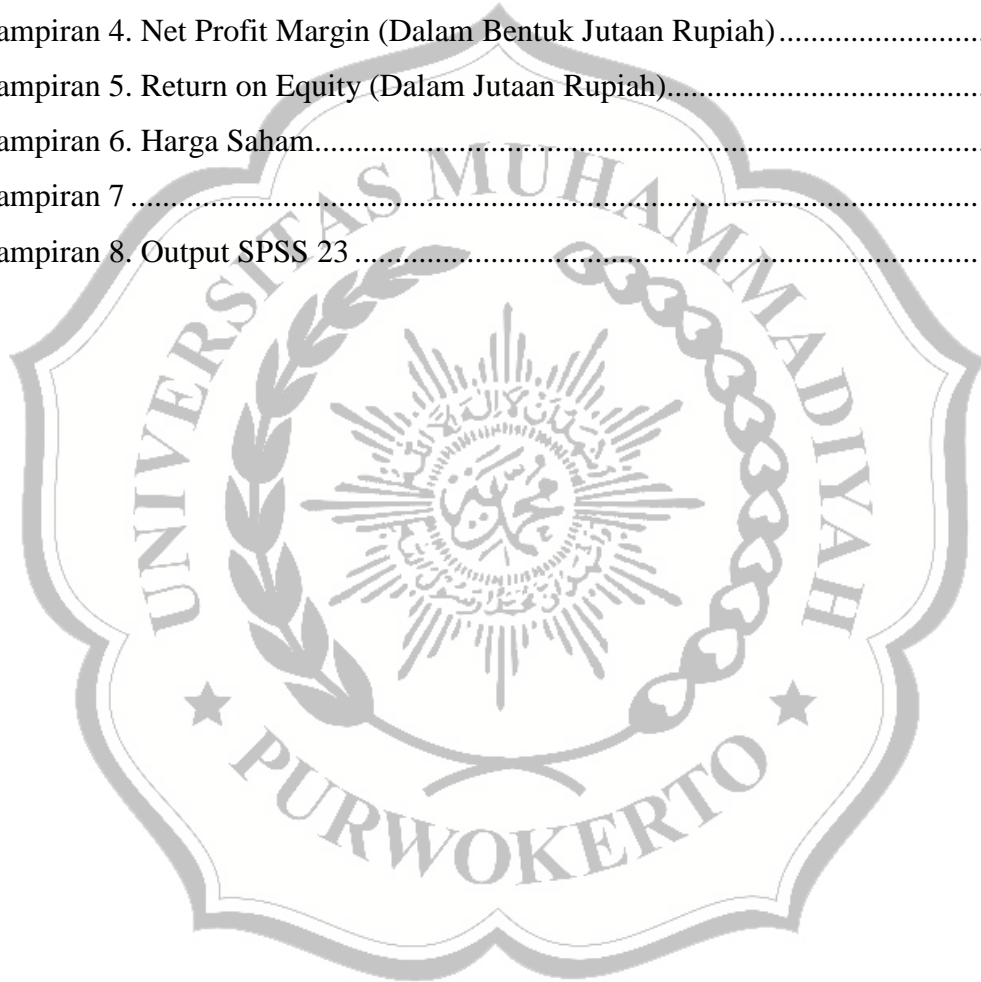 ampiran 4. Net Profit Margin (Dalam Bentuk Jutaan Rupiah)..........................
ampiran 5. Return on Equity (Dalam Jutaan Rupiah)........................................
ampiran 6. Harga Saham...................................................................................
ampiran 7 ..........................................................................................................
ampiran 8. Output SPSS 23 ..............................................................................
UNIVERSITAS MUHAMMADIYAH
★ PURWOKERTO ★